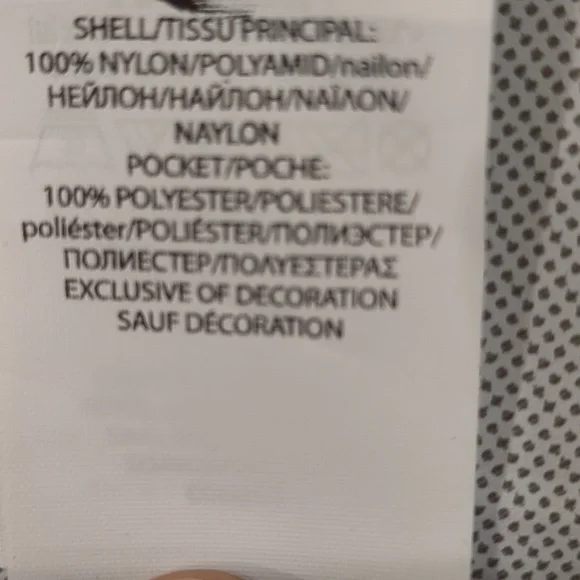 SHELL/TISSU PRINCIPAL:
100% NYLON/POLYAMID/nailon/
НЕЙЛОН/НАЙЛОН/ΝΑΪΛΟΝ/
NAYLON
POCKET/POCHE:
100% POLYESTER/POLIESTERE/
poliéster/POLIÉSTER/ПОЛИЭСТЕР/
ПОЛИЕСТЕР/ΠΟΛΥΕΣΤΕΡΑΣ
EXCLUSIVE OF DECORATION
SAUF DÉCORATION